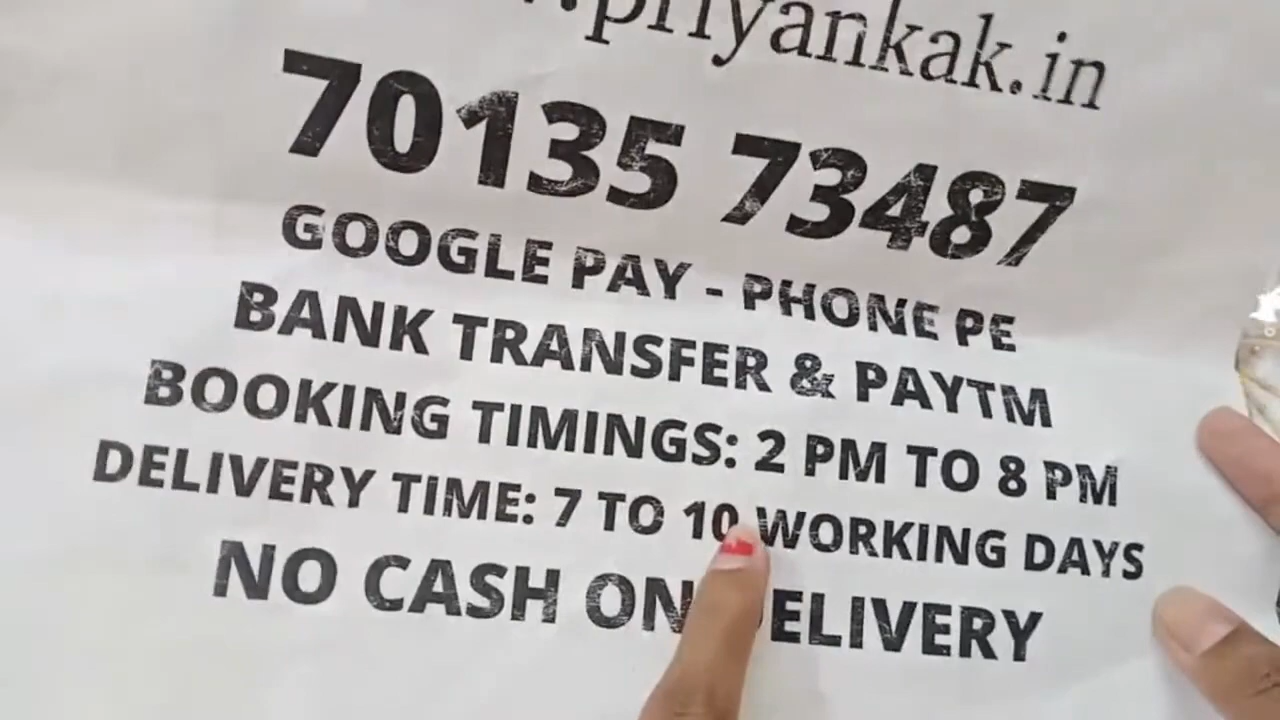 .priyankak.in
70135 73487
GOOGLE PAY - PHONE PE
BANK TRANSFER & PAYTM
BOOKING TIMINGS: 2 PM TO 8 PM
DELIVERY TIME: 7 TO 10 WORKING DAYS
NO CASH ON DELIVERY